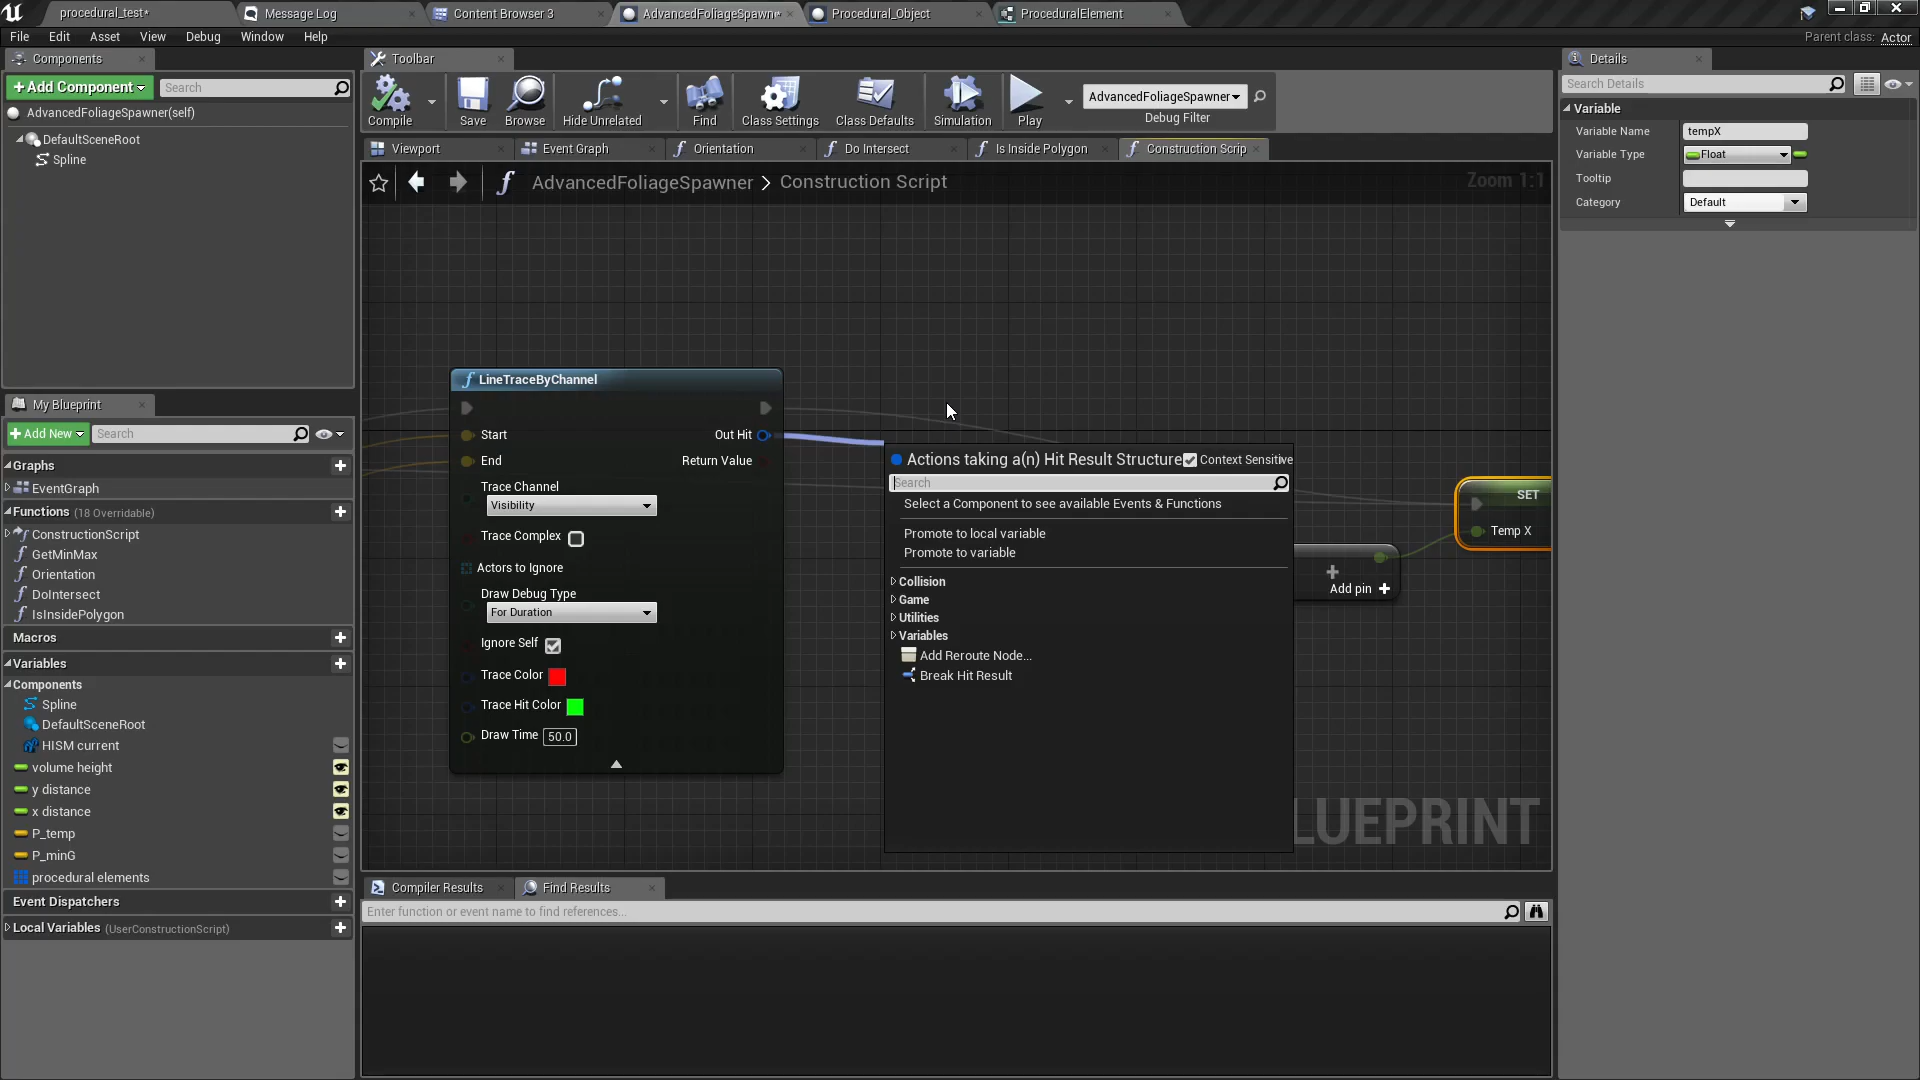 procedural_test*
Message Log
Content Browser 3
AdvancedFoliageSpawn*
Procedural_Object
ProceduralElement
File Edit Asset View Debug Window Help
Parent class: Actor
Components
Toolbar
Details
+Add Component
Search
AdvancedFoliageSpawner(self)
DefaultSceneRoot
Spline
Compile
Save
Browse
Hide Unrelated
Find
Class Settings
Class Defaults
Simulation
Play
AdvancedFoliageSpawner
Debug Filter
Search Details
Variable
Variable Name tempX
Variable Type Float
Tooltip
Category Default
Viewport
Event Graph
Orientation
Do Intersect
Is Inside Polygon
Construction Scrip
AdvancedFoliageSpawner > Construction Script
Zoom 1:1
LineTraceByChannel
Start
Out Hit
End
Return Value
Trace Channel
Visibility
Trace Complex
Actors to Ignore
Draw Debug Type
For Duration
Ignore Self
Trace Color
Trace Hit Color
Draw Time 50.0
Actions taking a(n) Hit Result Structure
Context Sensitive
Search
Select a Component to see available Events & Functions
Promote to local variable
Promote to variable
Collision
Game
Utilities
Variables
Add Reroute Node...
Break Hit Result
SET
Temp X
Add pin +
LUEPRINT
My Blueprint
+Add New
Search
Graphs
EventGraph
Functions (18 Overridable)
ConstructionScript
GetMinMax
Orientation
DoIntersect
IsInsidePolygon
Macros
Variables
Components
Spline
DefaultSceneRoot
HISM current
volume height
y distance
x distance
P_temp
P_minG
procedural elements
Event Dispatchers
Local Variables (UserConstructionScript)
Compiler Results
Find Results
Enter function or event name to find references...